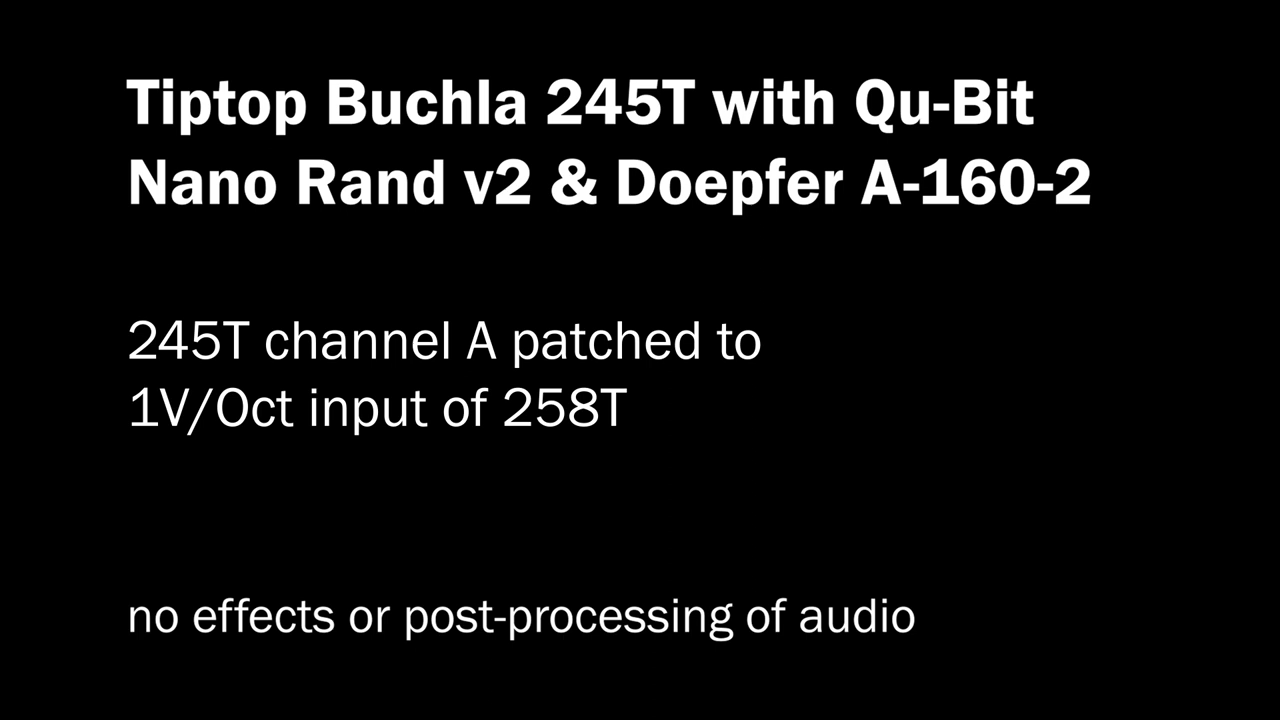 Tiptop Buchla 245T with Qu-Bit
Nano Rand v2 & Doepfer A-160-2
245T channel A patched to
1V/Oct input of 258T
no effects or post-processing of audio